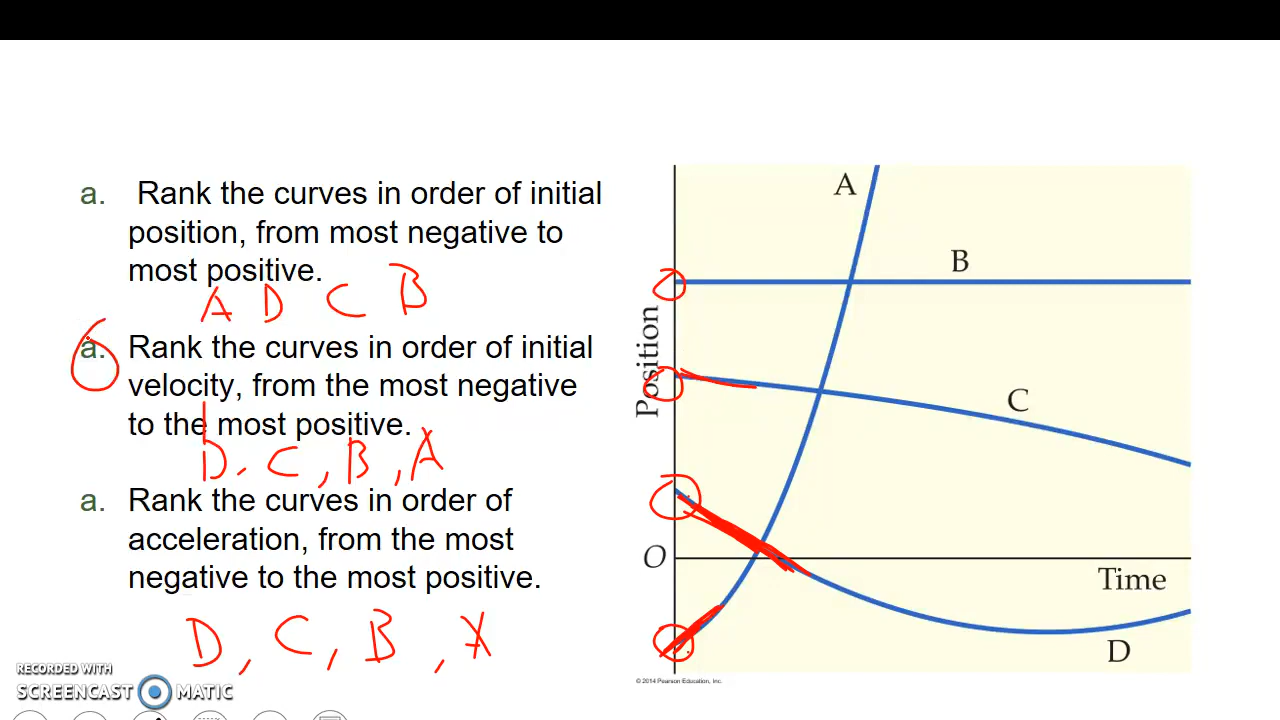 a. Rank the curves in order of initial
position, from most negative to
most positive.
A D C B
a. Rank the curves in order of initial
velocity, from the most negative
to the most positive.
D, C, B, A
a. Rank the curves in order of
acceleration, from the most
negative to the most positive.
D, C, B,
RECORDED WITH
SCREENCAST MATIC
A
B
Position
C
O
Time
D
© 2014 Pearson Education, Inc.